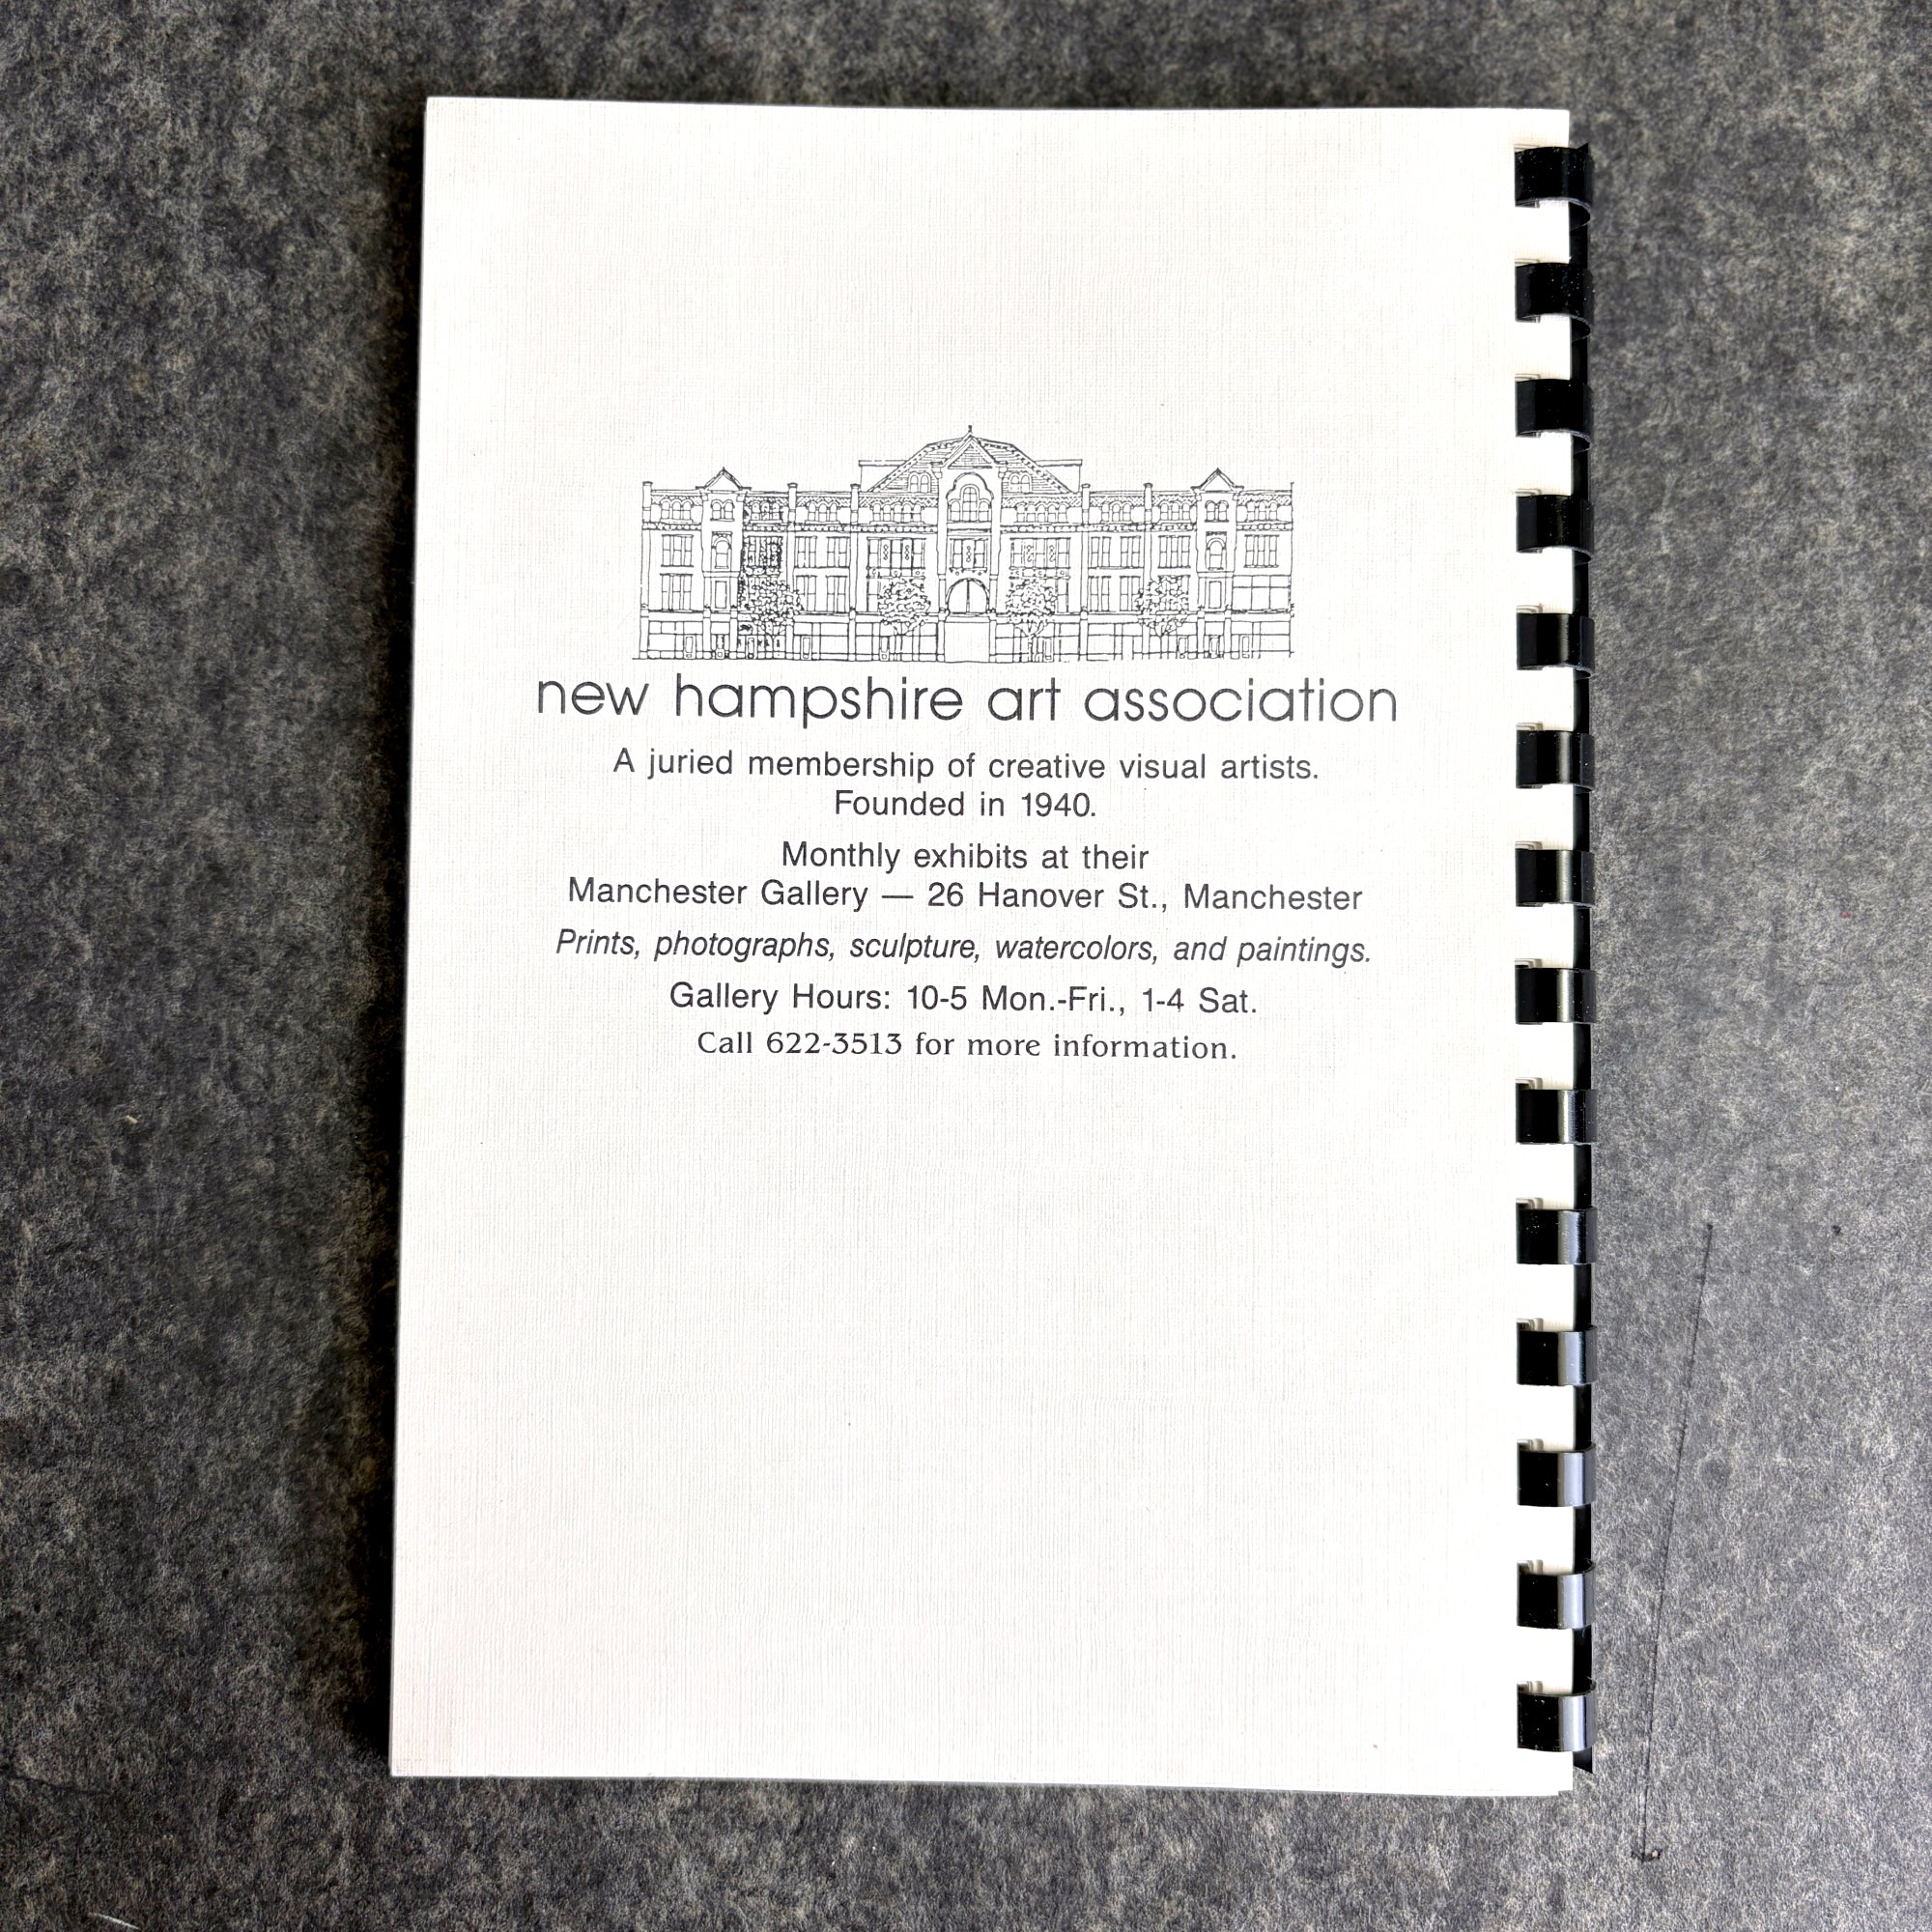 new hampshire art association
A juried membership of creative visual artists.
Founded in 1940.
Monthly exhibits at their
Manchester Gallery — 26 Hanover St., Manchester
Prints, photographs, sculpture, watercolors, and paintings.
Gallery Hours: 10-5 Mon.-Fri., 1-4 Sat.
Call 622-3513 for more information.